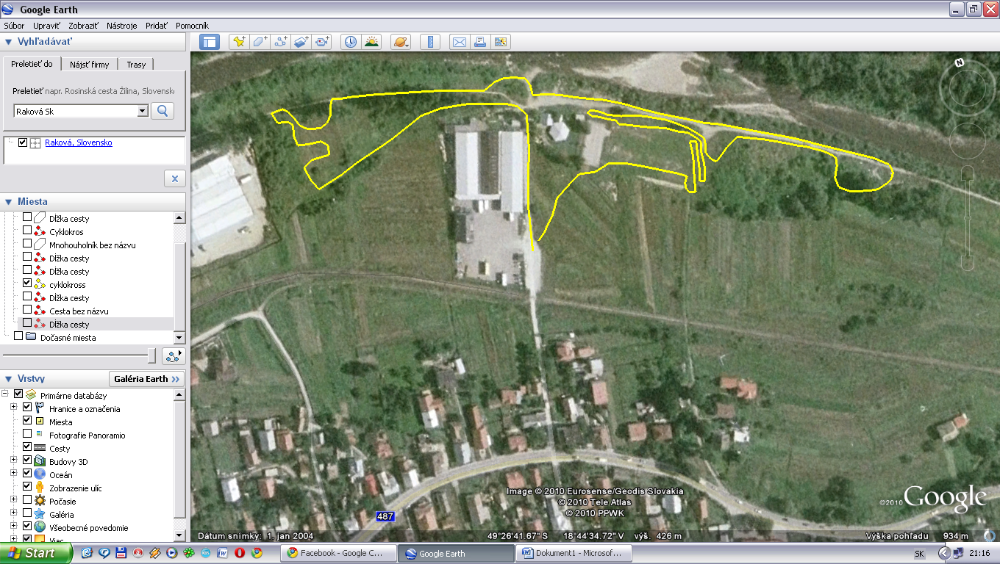 Google Earth
Súbor Upraviť Zobraziť Nástroje Pridať Pomocník
Vyhľadávať
Preletieť do Nájsť firmy Trasy
Preletieť napr. Rosinská cesta Žilina, Slovensko
Raková Sk
Raková, Slovensko
Miesta
Dĺžka cesty
Cyklokros
Mnohouholník bez názvu
Dĺžka cesty
Dĺžka cesty
cyklokross
Dĺžka cesty
Cesta bez názvu
Dĺžka cesty
Dočasné miesta
Vrstvy Galéria Earth >>
Primárne databázy
Hranice a označenia
Miesta
Fotografie Panoramio
Cesty
Budovy 3D
Oceán
Zobrazenie ulíc
Počasie
Galéria
Všeobecné povedomie
Viac
N
487
Image © 2010 Eurosense/Geodis Slovakia
© 2010 Tele Atlas
© 2010 PPWK
©2010 Google
Dátum snímky: 1. jan 2004 49°26'41.67" S 18°44'34.72" V výš. 426 m Výška pohľadu 934 m
Start Facebook - Google C... Google Earth Dokument1 - Microsof... SK 21:16